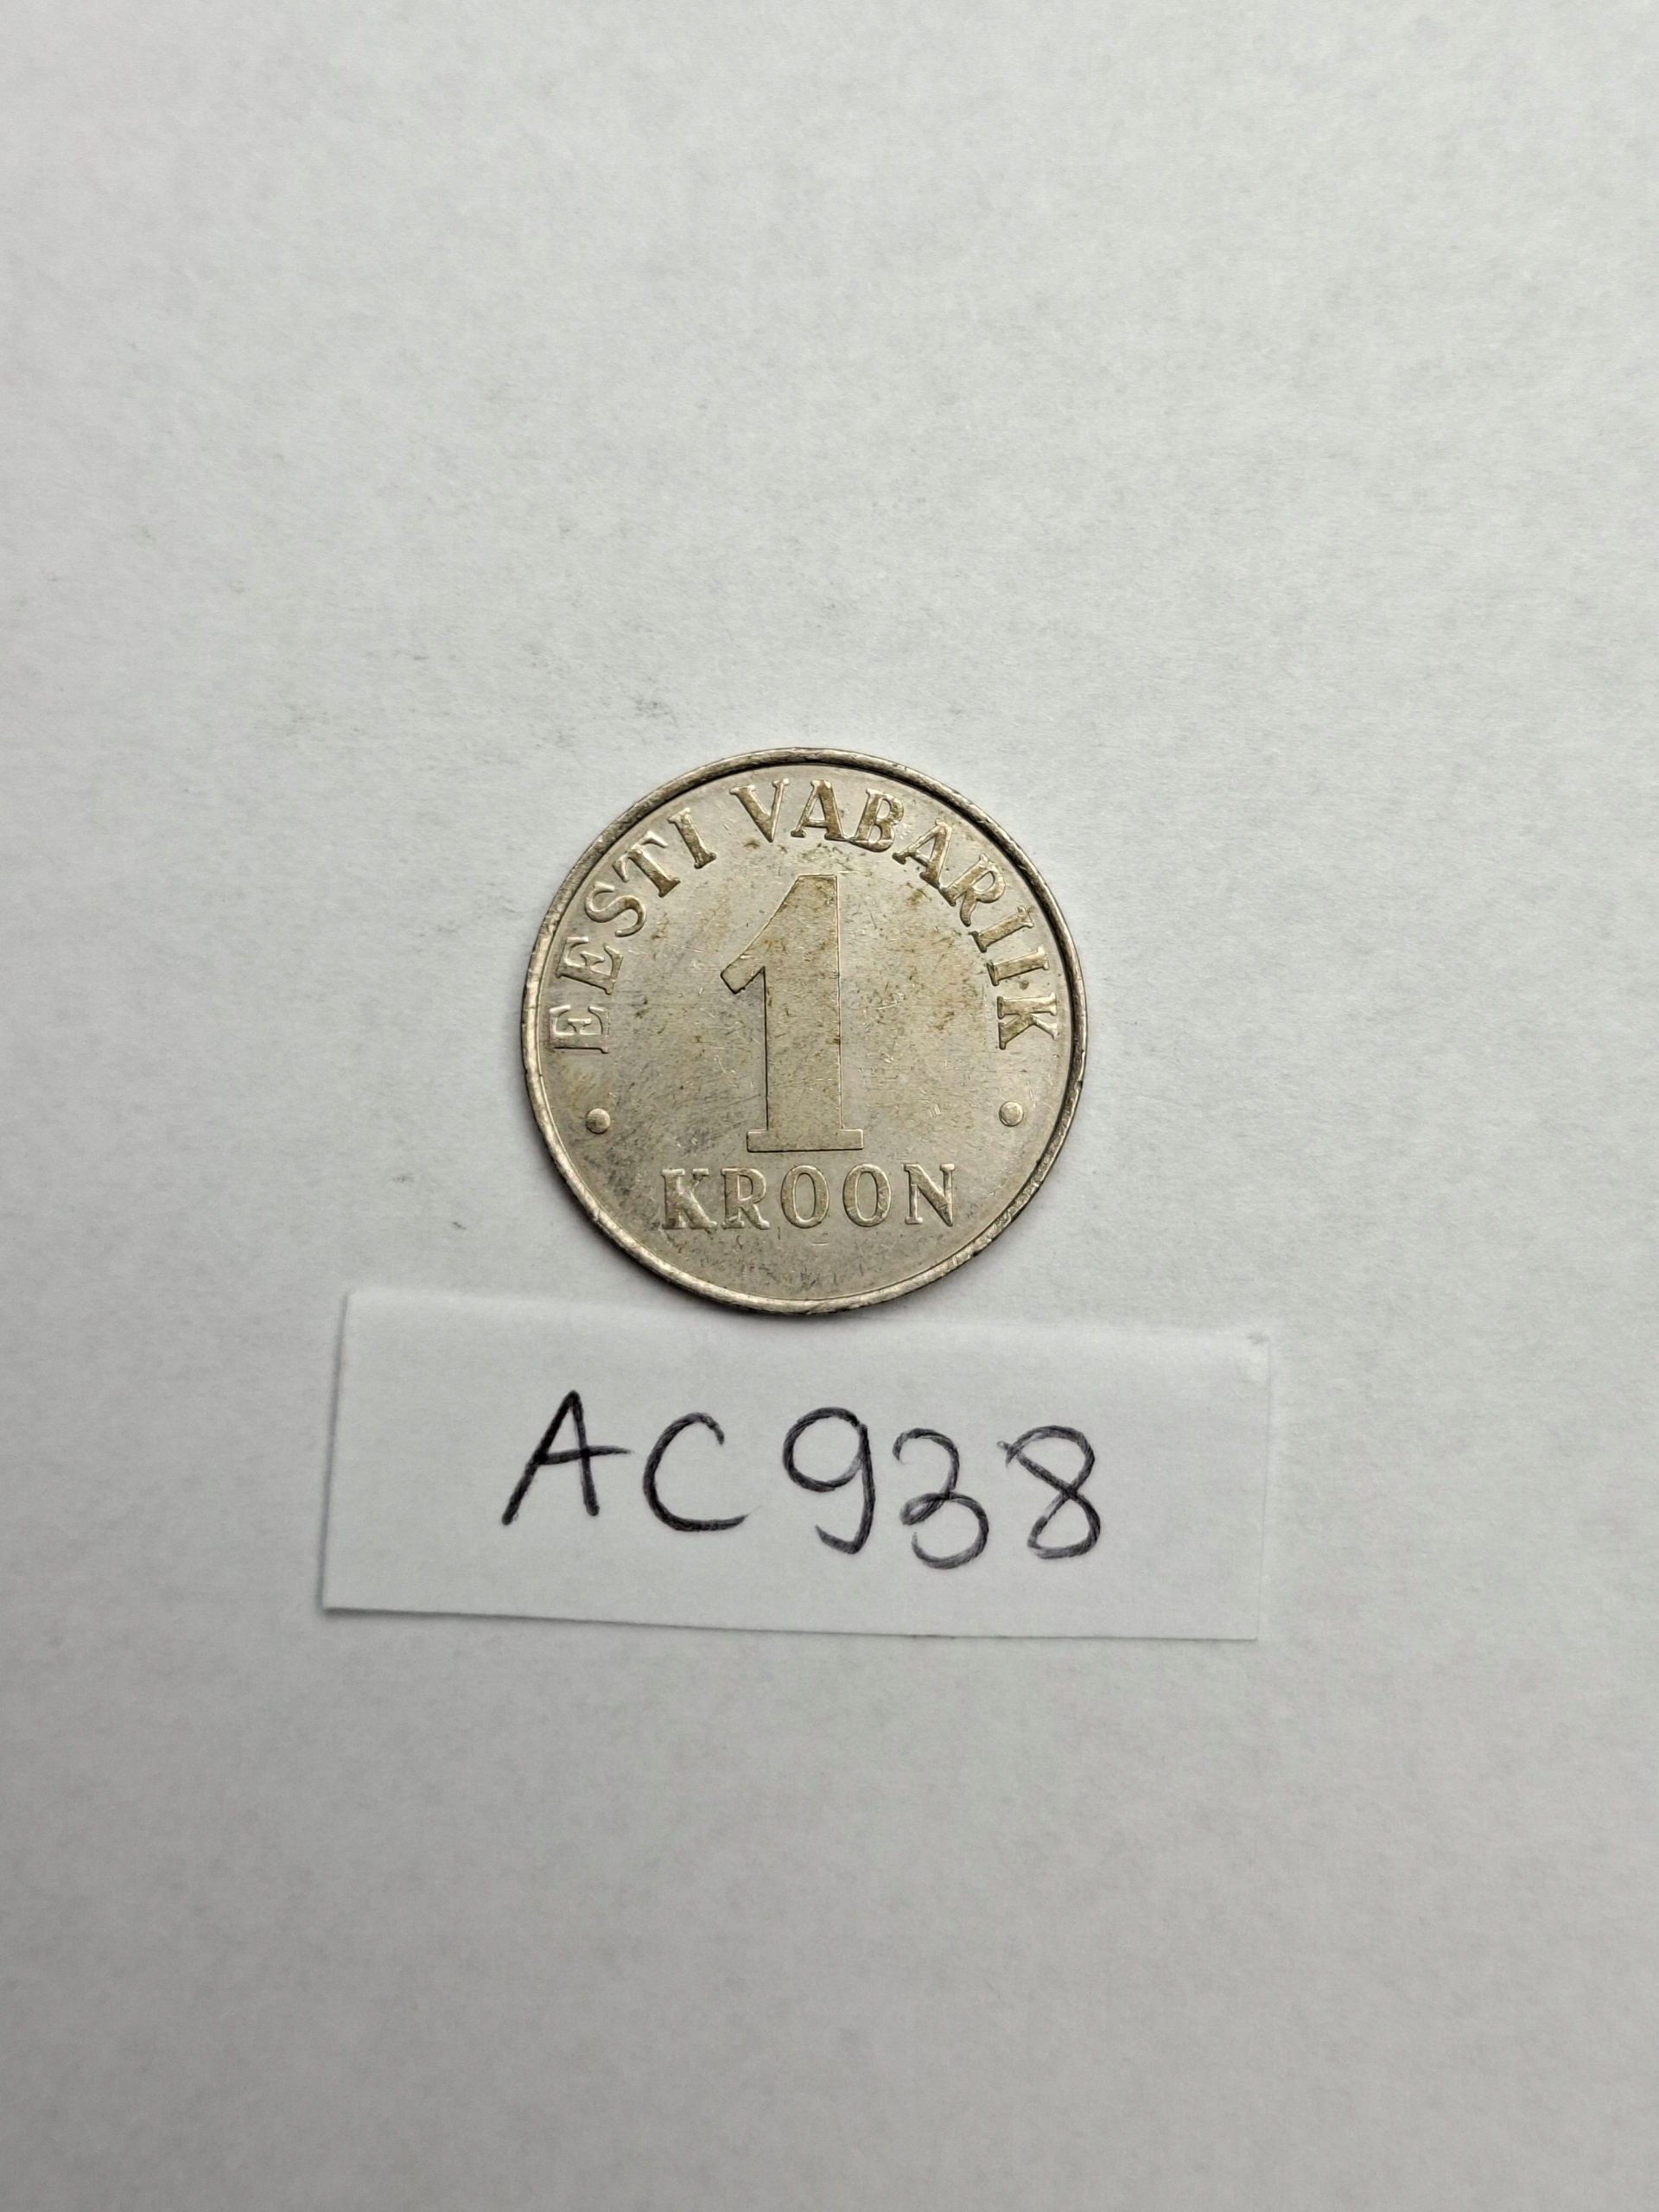 EESTI VABARIIK
1
KROON
AC938